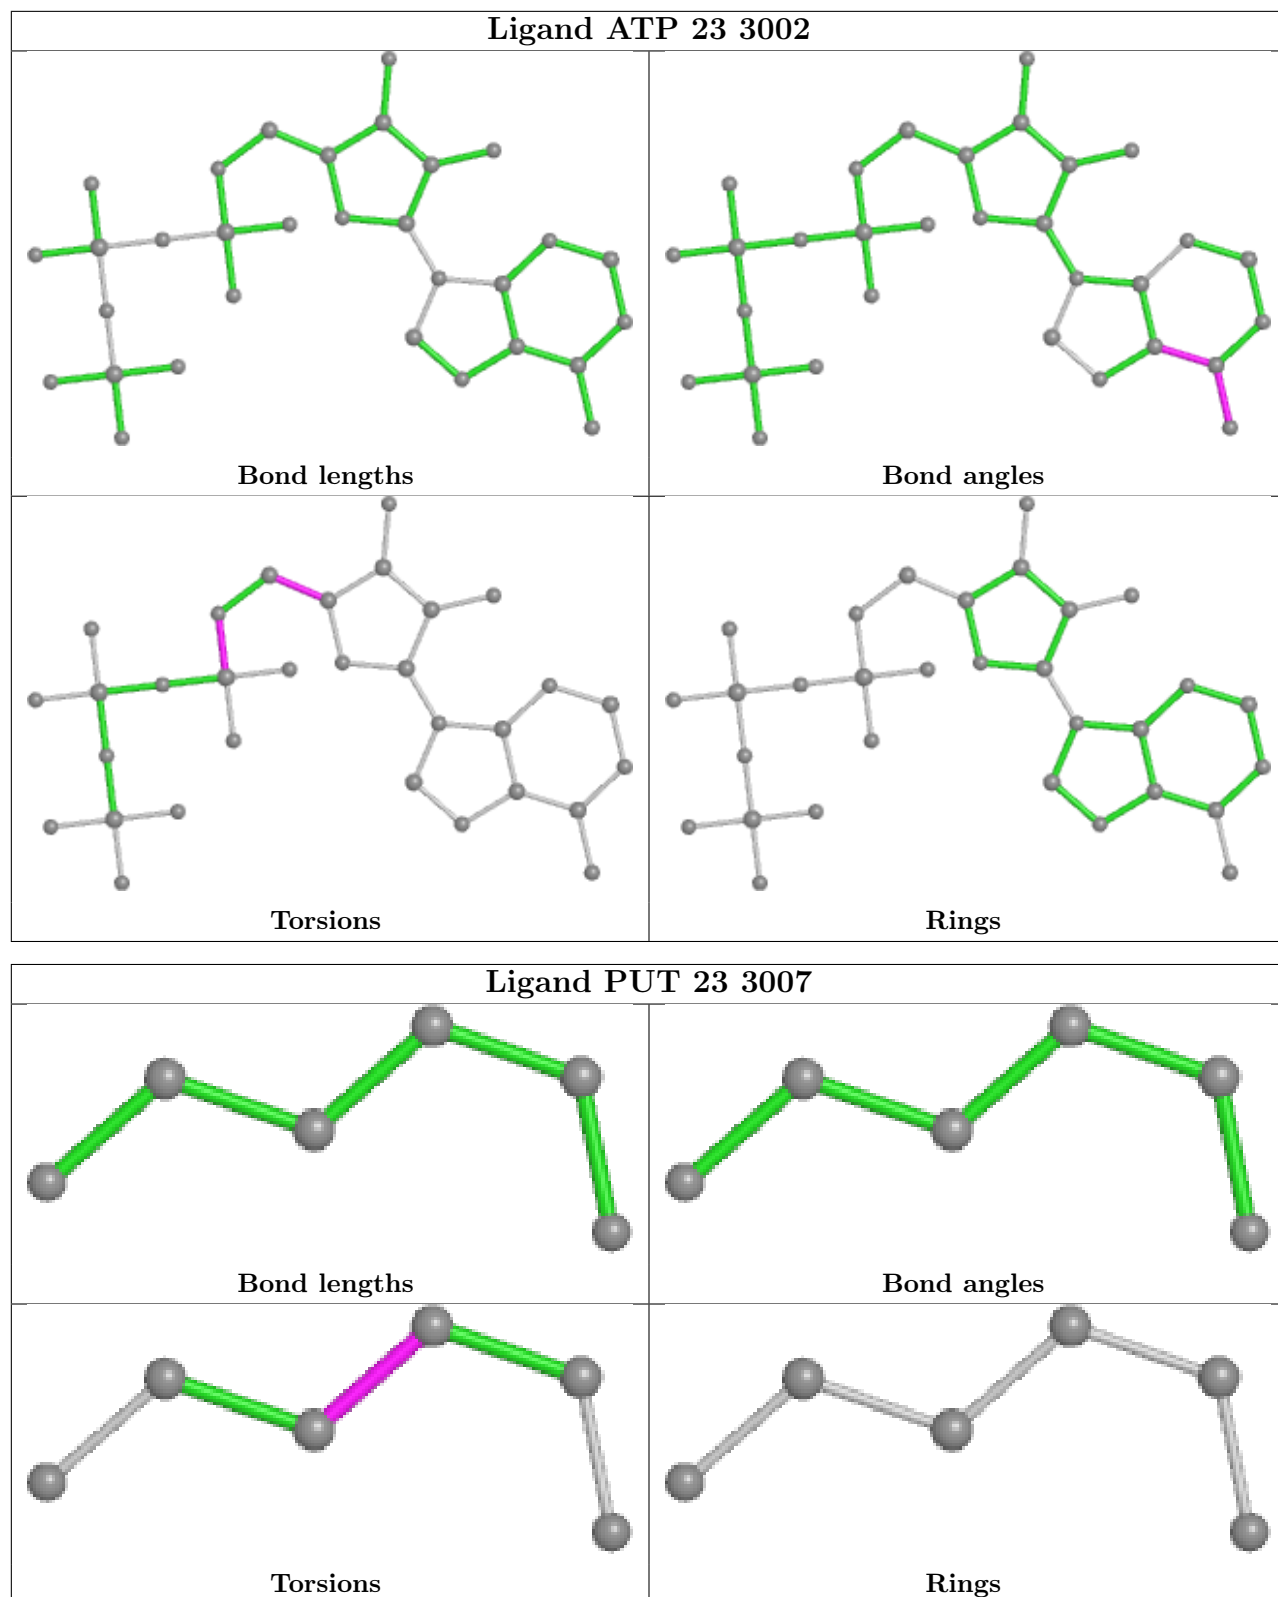 Ligand ATP 23 3002
Bond lengths
Bond angles
Torsions
Rings
Ligand PUT 23 3007
Bond lengths
Bond angles
Torsions
Rings